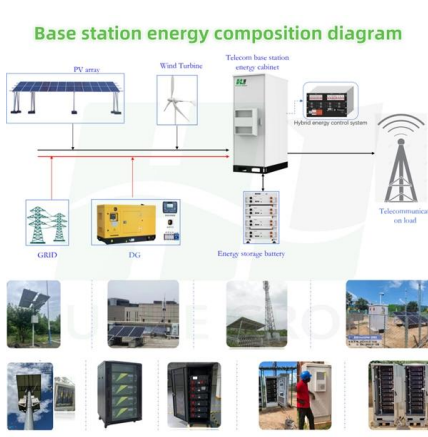 Base station energy composition diagram
PV array
Wind Turbine
Telecom base station
energy cabinet
Hybrid energy control system
Telecommunicati
on load
GRID
DG
Energy storage battery